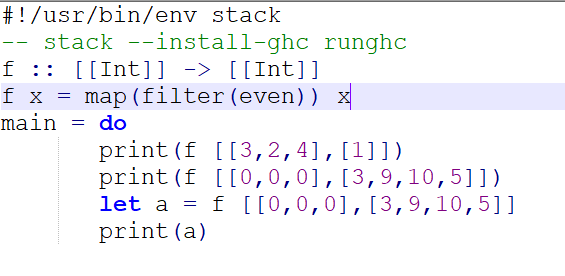 #!/usr/bin/env stack
-- stack --install-ghc runghc
f :: [[Int]] -> [[Int]]
f x = map(filter(even)) x
main = do
print(f [[3,2,4],[1]])
print(f [[0,0,0],[3,9,10,5]])
let a = f [[0,0,0],[3,9,10,5]]
print(a)